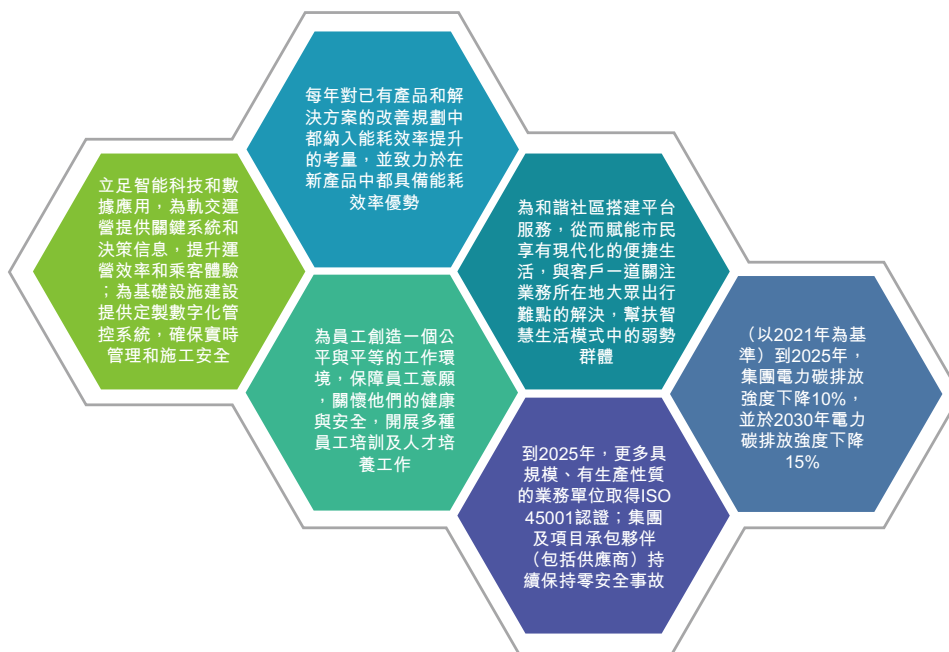 每年對已有產品和解
決方案的改善規劃中
都納入能耗效率提升
的考量，並致力於在
新產品中都具備能耗
效率優勢
立足智能科技和數
據應用，為軌交運
營提供關鍵系統和
決策信息，提升運
營效率和乘客體驗
；為基礎設施建設
提供定製數字化管
控系統，確保實時
管理和施工安全
為和諧社區搭建平台
服務，從而賦能市民
享有現代化的便捷生
活，與客戶一道關注
業務所在地大眾出行
難點的解決，幫扶智
慧生活模式中的弱勢
群體
為員工創造一個公
平與平等的工作環
境，保障員工意願
，關懷他們的健康
與安全，開展多種
員工培訓及人才培
養工作
（以2021年為基
準）到2025年，
集團電力碳排放
強度下降10%，
並於2030年電力
碳排放強度下降
15%
到2025年，更多具
規模、有生產性質
的業務單位取得ISO
45001認證；集團
及項目承包夥伴
（包括供應商）持
續保持零安全事故